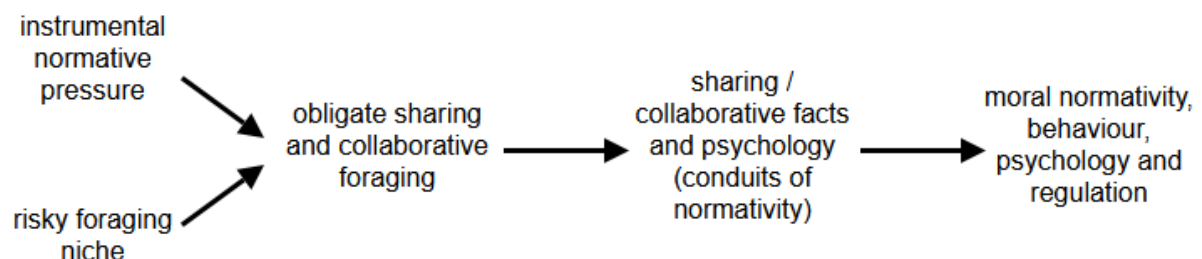 instrumental
normative
pressure
risky foraging
niche
obligate sharing
and collaborative
foraging
sharing /
collaborative facts
and psychology
(conduits of
normativity)
moral normativity,
behaviour,
psychology and
regulation